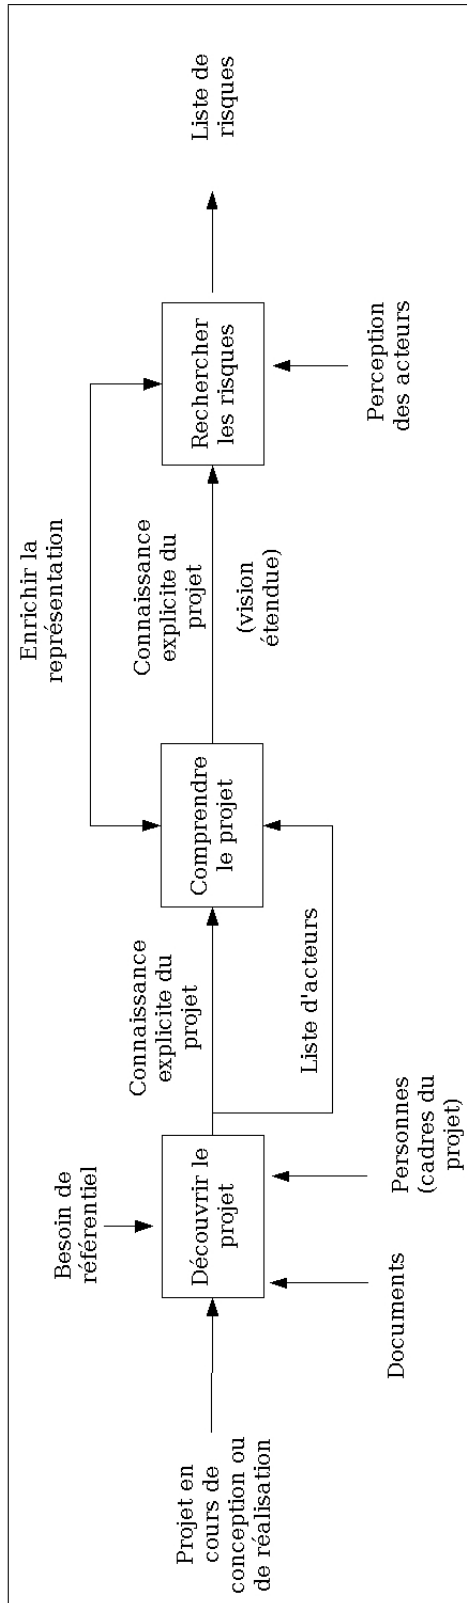 Projet en
cours de
conception ou
de réalisation
Besoin de
référentiel
Découvrir le
projet
Documents
Personnes
(cadres du
projet)
Connaissance
explicite du
projet
Liste d'acteurs
Comprendre
le projet
Enrichir la
représentation
Connaissance
explicite du
projet
(vision
étendue)
Rechercher
les risques
Perception
des acteurs
Liste de
risques